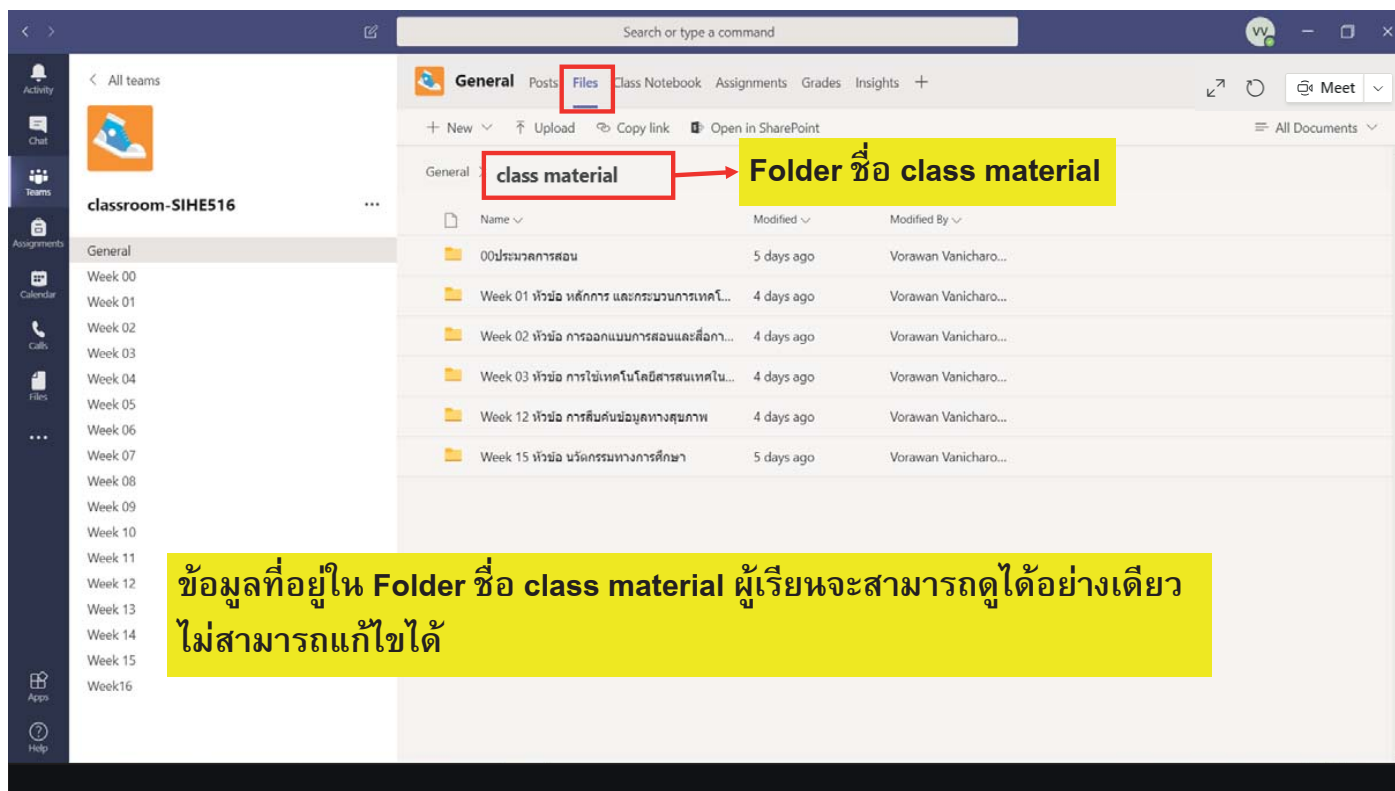 Search or type a command
VV
Activity
Chat
Teams
Assignments
Calendar
Calls
Files
Apps
Help
All teams
classroom-SIHE516
General
Week 00
Week 01
Week 02
Week 03
Week 04
Week 05
Week 06
Week 07
Week 08
Week 09
Week 10
Week 11
Week 12
Week 13
Week 14
Week 15
Week16
General Posts Files Class Notebook Assignments Grades Insights
Meet
New Upload Copy link Open in SharePoint All Documents
General class material
Folder ชื่อ class material
Name Modified Modified By
00ประมวลการสอน 5 days ago Vorawan Vanicharo...
Week 01 หัวข้อ หลักการ และกระบวนการเทคโ... 4 days ago Vorawan Vanicharo...
Week 02 หัวข้อ การออกแบบการสอนและสื่อกา... 4 days ago Vorawan Vanicharo...
Week 03 หัวข้อ การใช้เทคโนโลยีสารสนเทศใน... 4 days ago Vorawan Vanicharo...
Week 12 หัวข้อ การสืบค้นข้อมูลทางสุขภาพ 4 days ago Vorawan Vanicharo...
Week 15 หัวข้อ นวัตกรรมทางการศึกษา 5 days ago Vorawan Vanicharo...
ข้อมูลที่อยู่ใน Folder ชื่อ class material ผู้เรียนจะสามารถดูได้อย่างเดียว
ไม่สามารถแก้ไขได้